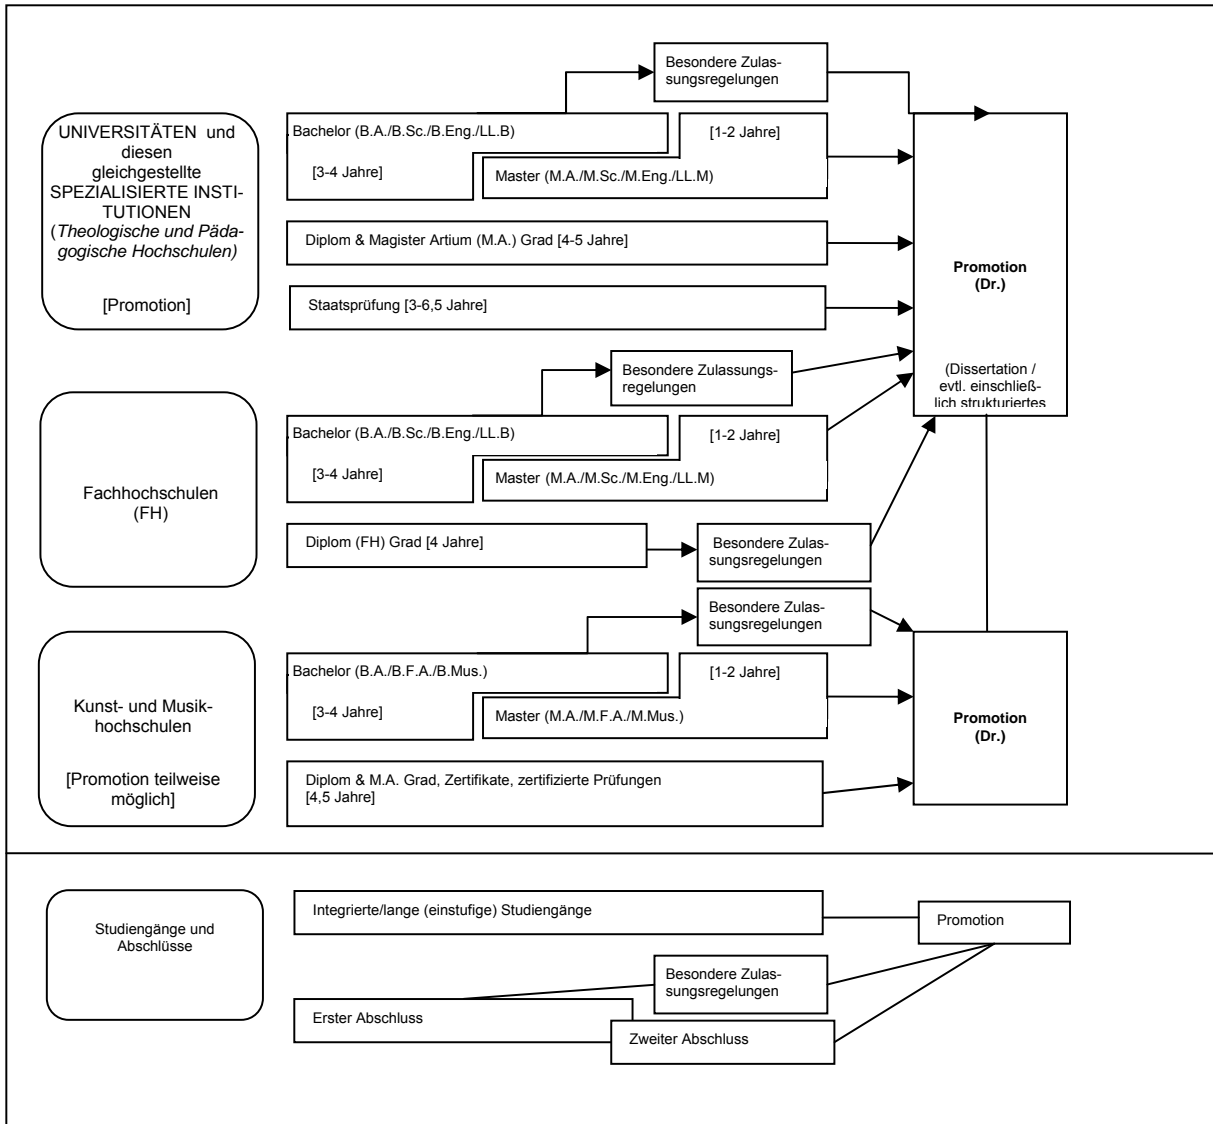 Besondere Zulas-
sungsregelungen
UNIVERSITÄTEN und
diesen
gleichgestellte
SPEZIALISIERTE INSTI-
TUTIONEN
(Theologische und Päda-
gogische Hochschulen)
[Promotion]
Bachelor (B.A./B.Sc./B.Eng./LL.B)
[3-4 Jahre]
[1-2 Jahre]
Master (M.A./M.Sc./M.Eng./LL.M)
Diplom & Magister Artium (M.A.) Grad [4-5 Jahre]
Staatsprüfung [3-6,5 Jahre]
Promotion
(Dr.)
(Dissertation /
evtl. einschließ-
lich strukturiertes
Besondere Zulassungs-
regelungen
Fachhochschulen
(FH)
Bachelor (B.A./B.Sc./B.Eng./LL.B)
[3-4 Jahre]
[1-2 Jahre]
Master (M.A./M.Sc./M.Eng./LL.M)
Diplom (FH) Grad [4 Jahre]
Besondere Zulas-
sungsregelungen
Besondere Zulas-
sungsregelungen
Kunst- und Musik-
hochschulen
[Promotion teilweise
möglich]
Bachelor (B.A./B.F.A./B.Mus.)
[3-4 Jahre]
[1-2 Jahre]
Master (M.A./M.F.A./M.Mus.)
Diplom & M.A. Grad, Zertifikate, zertifizierte Prüfungen
[4,5 Jahre]
Promotion
(Dr.)
Studiengänge und
Abschlüsse
Integrierte/lange (einstufige) Studiengänge
Promotion
Besondere Zulas-
sungsregelungen
Erster Abschluss
Zweiter Abschluss